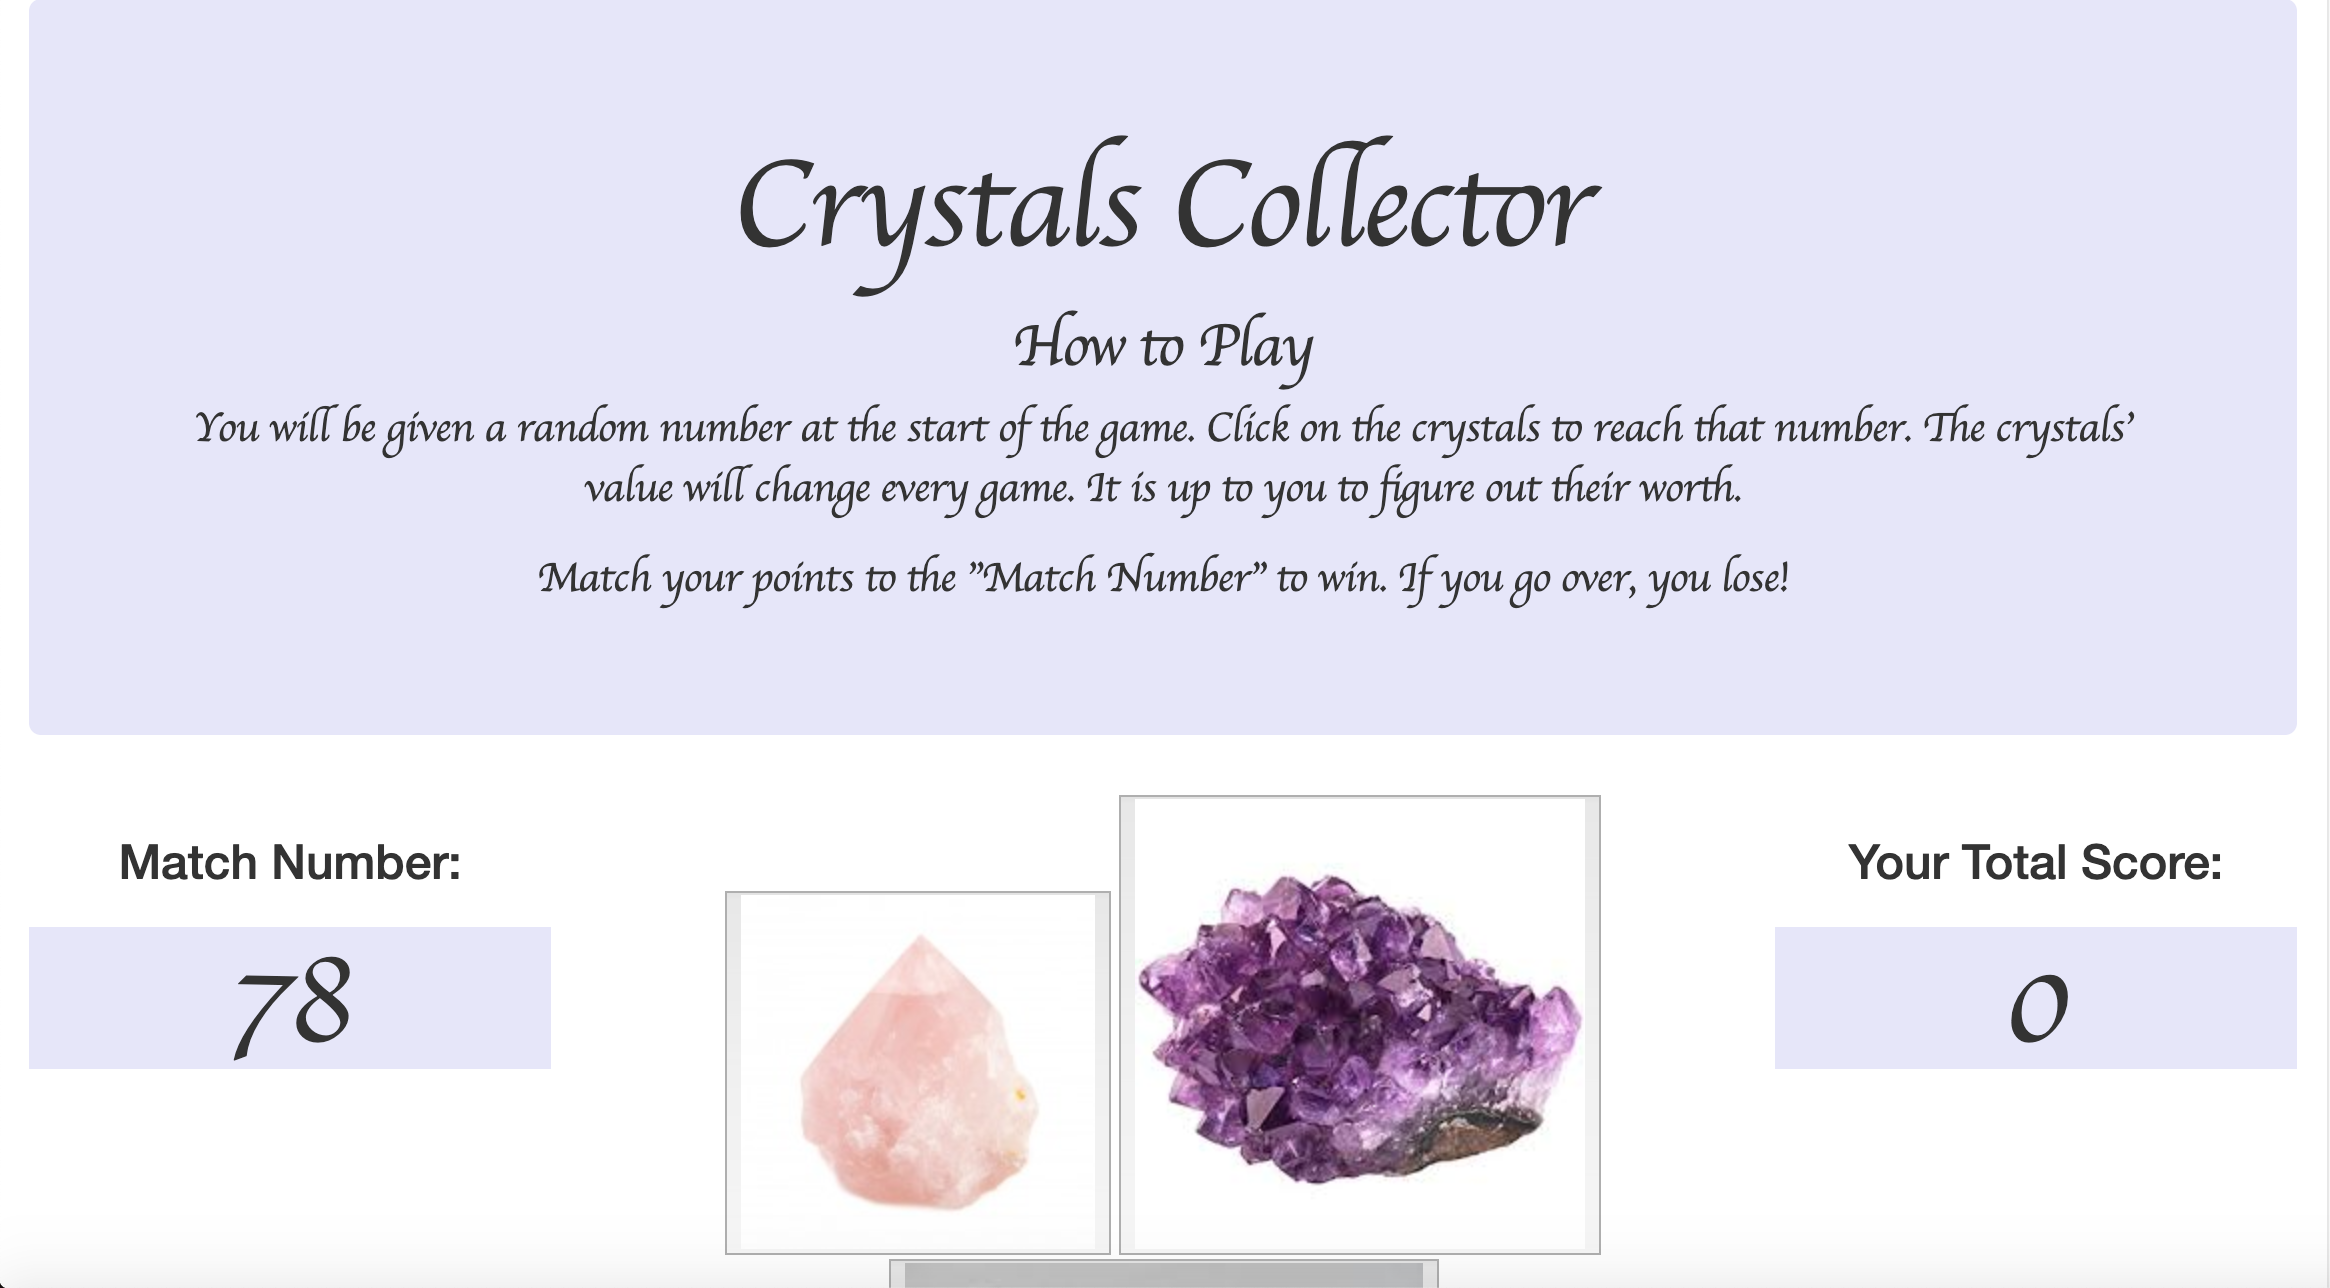 Crystals Collector
How to Play
You will be given a random number at the start of the game. Click on the crystals to reach that number. The crystals'
value will change every game. It is up to you to figure out their worth.
Match your points to the "Match Number" to win. If you go over, you lose!
Match Number:
78
Your Total Score:
0